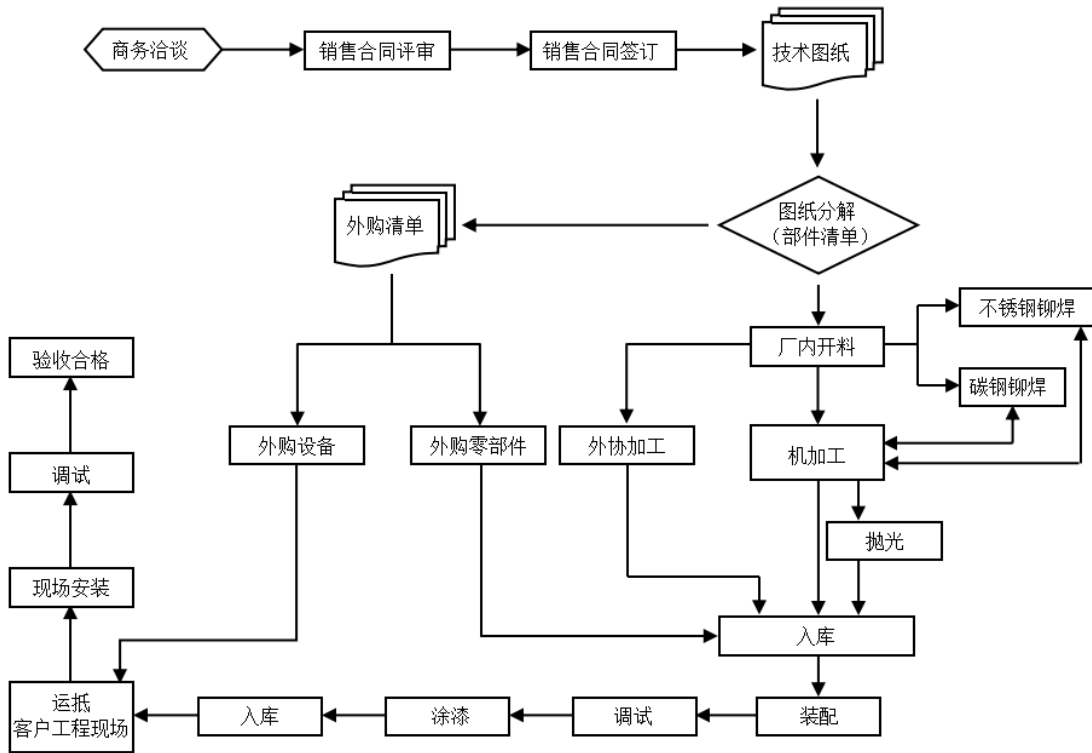 商务洽谈
销售合同评审
销售合同签订
技术图纸
外购清单
图纸分解
(部件清单)
不锈钢铆焊
厂内开料
验收合格
碳钢铆焊
外购设备
外购零部件
外协加工
机加工
调试
抛光
现场安装
入库
运抵
客户工程现场
入库
涂漆
调试
装配